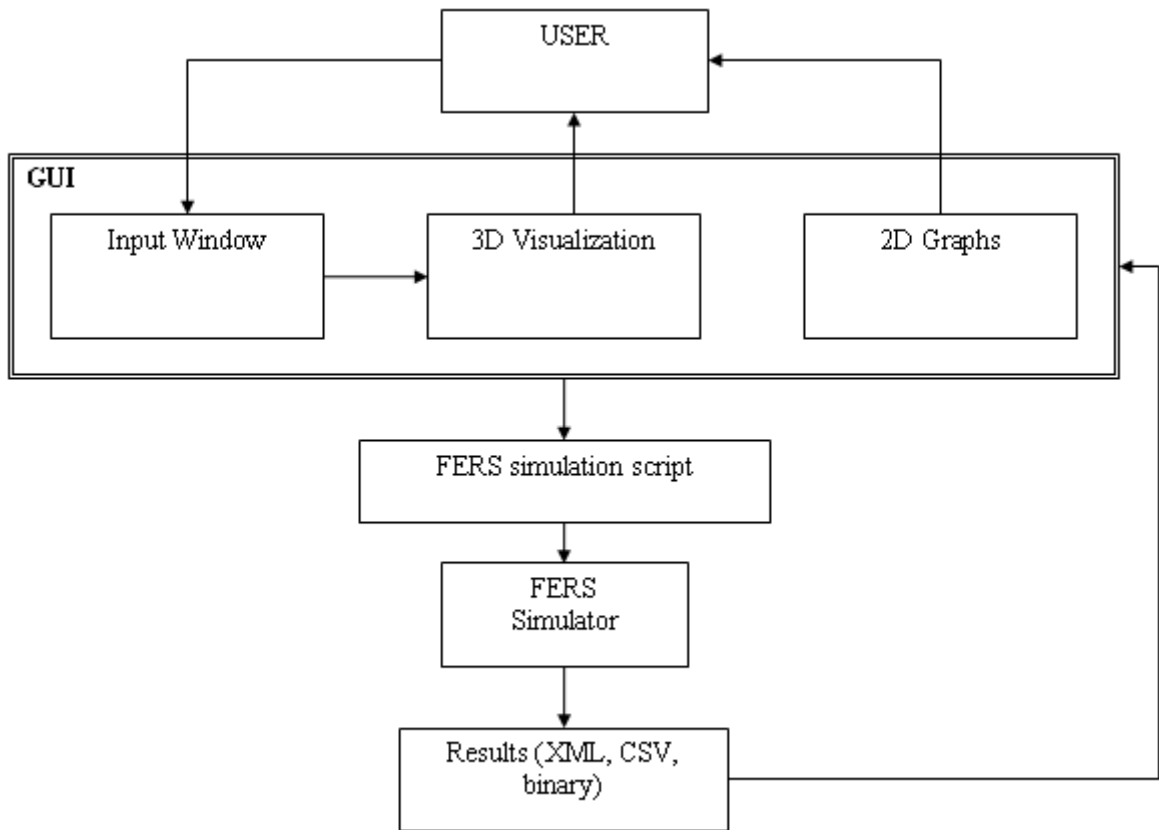 USER
GUI
Input Window
3D Visualization
2D Graphs
FERS simulation script
FERS
Simulator
Results (XML, CSV,
binary)